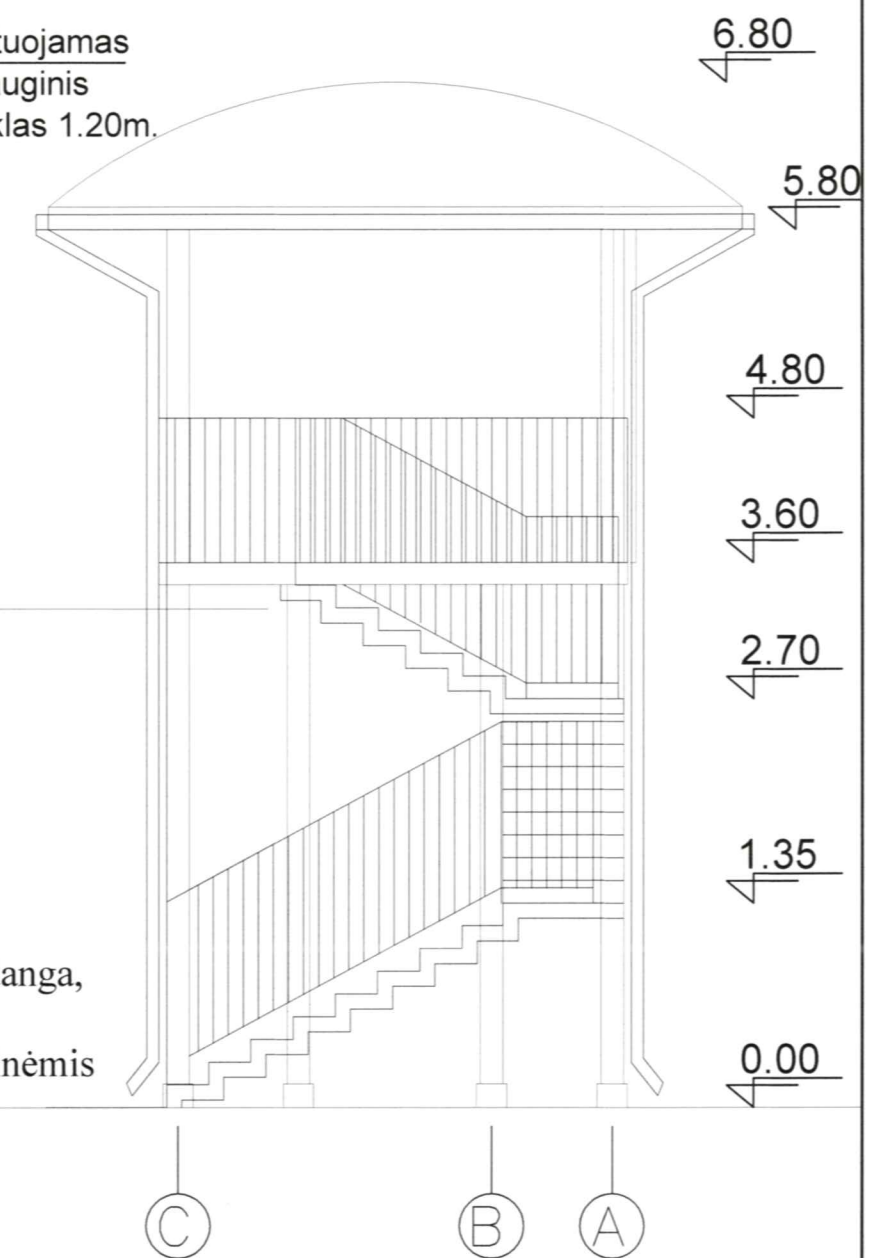 tuojamas
uginis
klas 1.20m.
6.80
5.80
4.80
3.60
2.70
1.35
anga,
nėmis
0.00
C B A